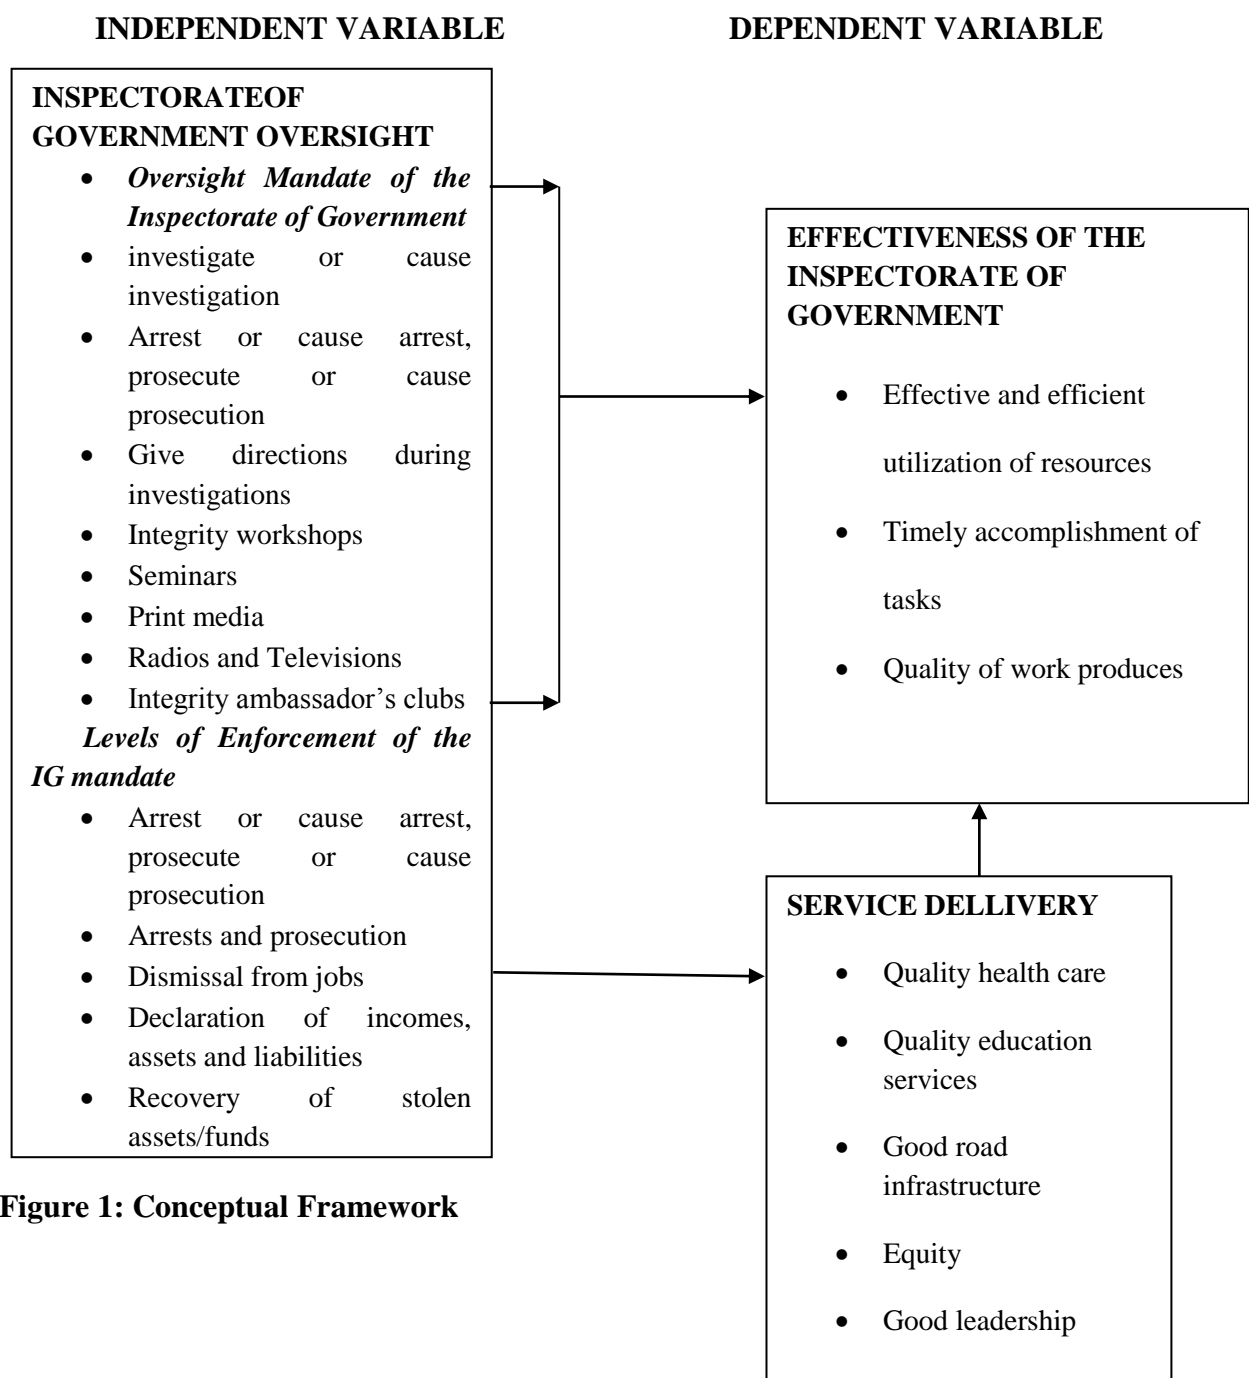 INDEPENDENT VARIABLE
DEPENDENT VARIABLE
INSPECTORATEOF
GOVERNMENT OVERSIGHT
• Oversight Mandate of the
Inspectorate of Government
• investigate or cause
investigation
• Arrest or cause arrest,
prosecute or cause
prosecution
• Give directions during
investigations
• Integrity workshops
• Seminars
• Print media
• Radios and Televisions
• Integrity ambassador’s clubs
Levels of Enforcement of the
IG mandate
• Arrest or cause arrest,
prosecute or cause
prosecution
• Arrests and prosecution
• Dismissal from jobs
• Declaration of incomes,
assets and liabilities
• Recovery of stolen
assets/funds
EFFECTIVENESS OF THE
INSPECTORATE OF
GOVERNMENT
• Effective and efficient
utilization of resources
• Timely accomplishment of
tasks
• Quality of work produces
SERVICE DELLIVERY
• Quality health care
• Quality education
services
• Good road
infrastructure
• Equity
• Good leadership
Figure 1: Conceptual Framework